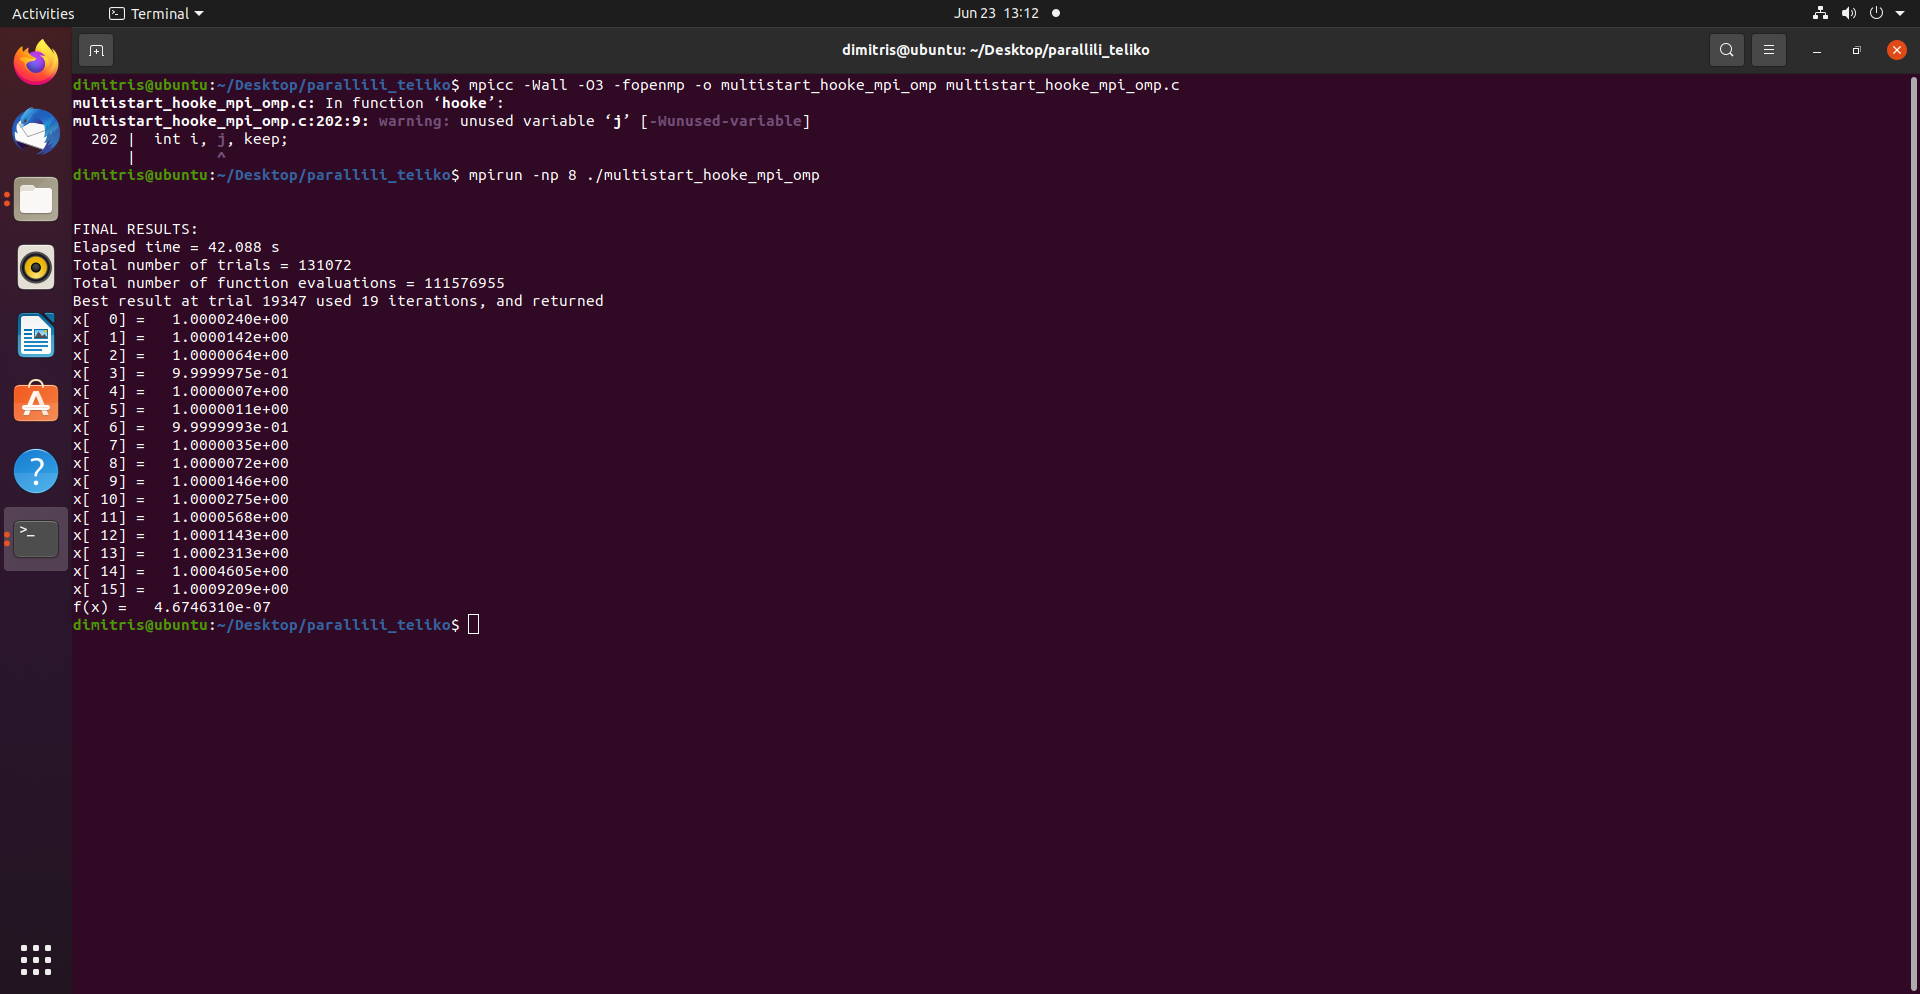 Activities Terminal Jun 23 13:12
dimitris@ubuntu: ~/Desktop/parallili_teliko
dimitris@ubuntu:~/Desktop/parallili_teliko$ mpicc -Wall -O3 -fopenmp -o multistart_hooke_mpi_omp multistart_hooke_mpi_omp.c
multistart_hooke_mpi_omp.c: In function ‘hooke’:
multistart_hooke_mpi_omp.c:202:9: warning: unused variable ‘j’ [-Wunused-variable]
  202 |  int i, j, keep;
      |         ^
dimitris@ubuntu:~/Desktop/parallili_teliko$ mpirun -np 8 ./multistart_hooke_mpi_omp
FINAL RESULTS:
Elapsed time = 42.088 s
Total number of trials = 131072
Total number of function evaluations = 111576955
Best result at trial 19347 used 19 iterations, and returned
x[  0] =   1.0000240e+00
x[  1] =   1.0000142e+00
x[  2] =   1.0000064e+00
x[  3] =   9.9999975e-01
x[  4] =   1.0000007e+00
x[  5] =   1.0000011e+00
x[  6] =   9.9999993e-01
x[  7] =   1.0000035e+00
x[  8] =   1.0000072e+00
x[  9] =   1.0000146e+00
x[ 10] =   1.0000275e+00
x[ 11] =   1.0000568e+00
x[ 12] =   1.0001143e+00
x[ 13] =   1.0002313e+00
x[ 14] =   1.0004605e+00
x[ 15] =   1.0009209e+00
f(x) =   4.6746310e-07
dimitris@ubuntu:~/Desktop/parallili_teliko$